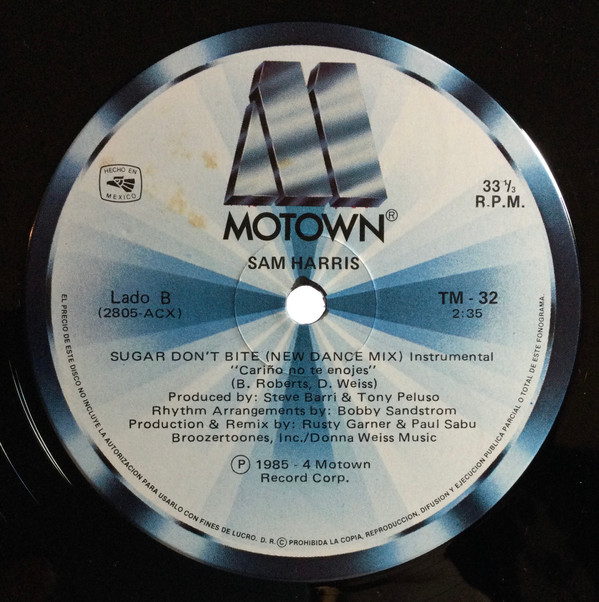 HECHO EN
MEXICO
33 1/3
R.P.M.
MOTOWN®
SAM HARRIS
Lado B
(2805-ACX)
TM - 32
2:35
SUGAR DON'T BITE (NEW DANCE MIX) Instrumental
"Cariño no te enojes"
(B. Roberts, D. Weiss)
Produced by: Steve Barri & Tony Peluso
Rhythm Arrangements by: Bobby Sandstrom
Production & Remix by: Rusty Garner & Paul Sabu
Broozertoones, Inc./Donna Weiss Music
Ⓟ 1985 - 4 Motown
Record Corp.
EL PRECIO DE ESTE DISCO NO INCLUYE LA AUTORIZACION PARA USARLO CON FINES DE LUCRO. D. R. © PROHIBIDA LA COPIA, REPRODUCCION, DIFUSION Y EJECUCION PUBLICA PARCIAL O TOTAL DE ESTE FONOGRAMA.